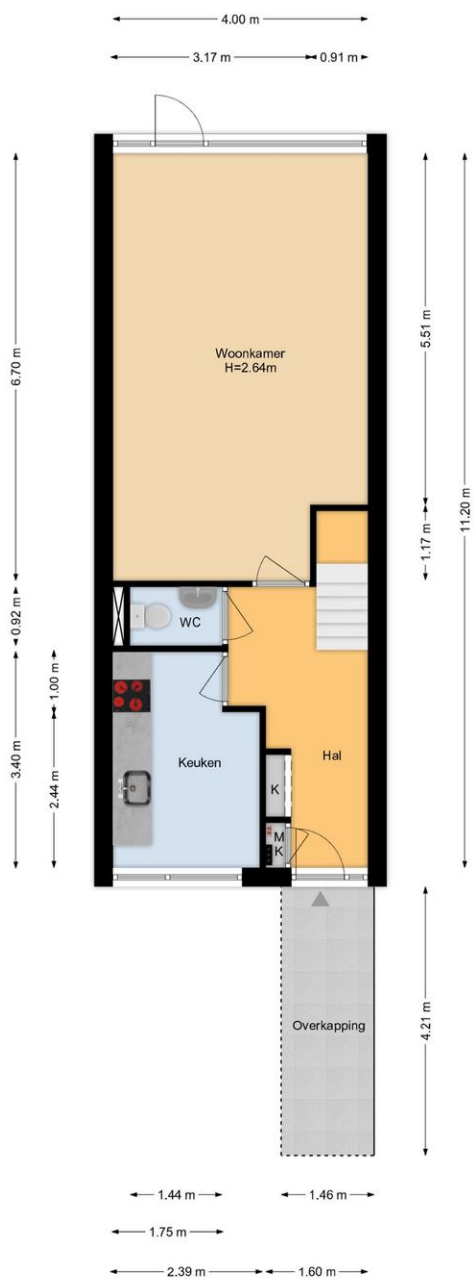 4.00 m
3.17 m
0.91 m
6.70 m
5.51 m
Woonkamer
H=2.64m
11.20 m
1.17 m
0.92 m
WC
1.00 m
3.40 m
2.44 m
Keuken
Hal
K
M
K
4.21 m
Overkapping
1.44 m
1.46 m
1.75 m
2.39 m
1.60 m